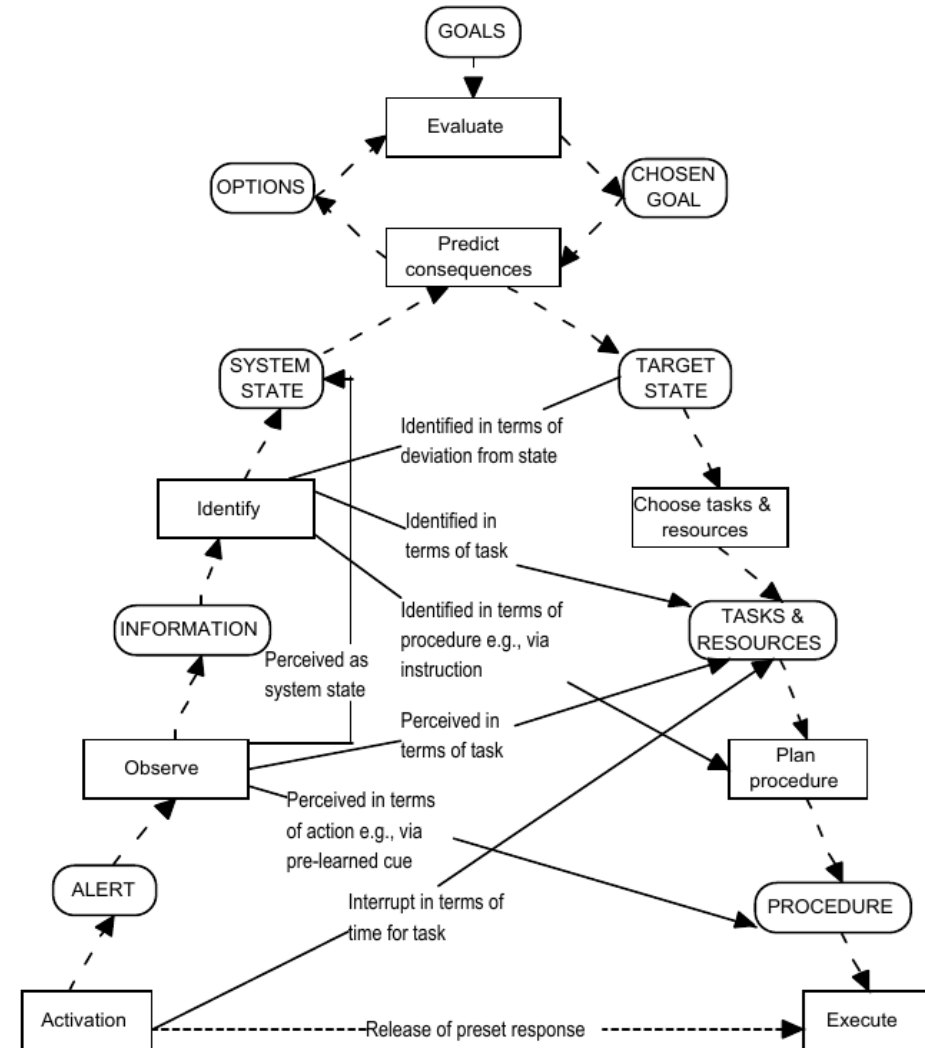 GOALS
Evaluate
OPTIONS
CHOSEN
GOAL
Predict
consequences
SYSTEM
STATE
TARGET
STATE
Identified in terms of
deviation from state
Identify
Choose tasks &
resources
Identified in
terms of task
INFORMATION
Identified in terms of
procedure e.g., via
instruction
TASKS &
RESOURCES
Perceived as
system state
Perceived in
terms of task
Observe
Plan
procedure
Perceived in terms
of action e.g., via
pre-learned cue
ALERT
Interrupt in terms of
time for task
PROCEDURE
Activation
Release of preset response
Execute